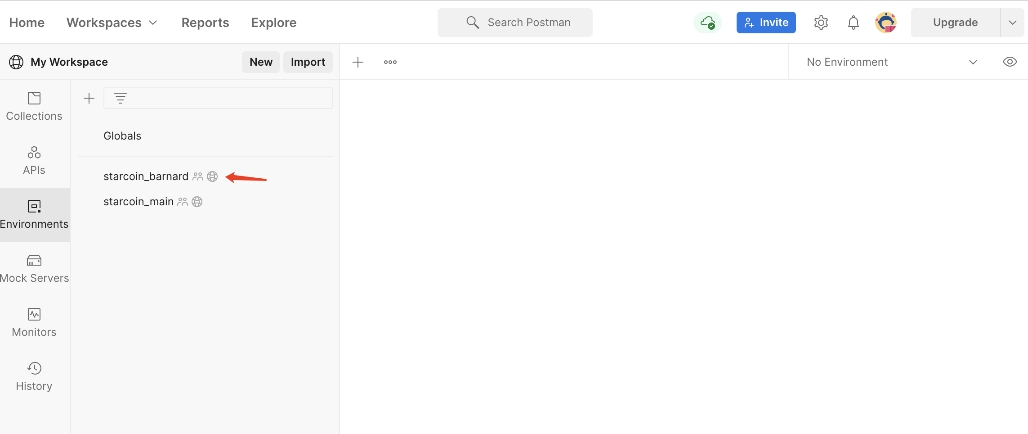 Home Workspaces Reports Explore Search Postman Invite Upgrade
My Workspace New Import No Environment
Collections
APIs
Environments
Mock Servers
Monitors
History
Globals
starcoin_barnard
starcoin_main